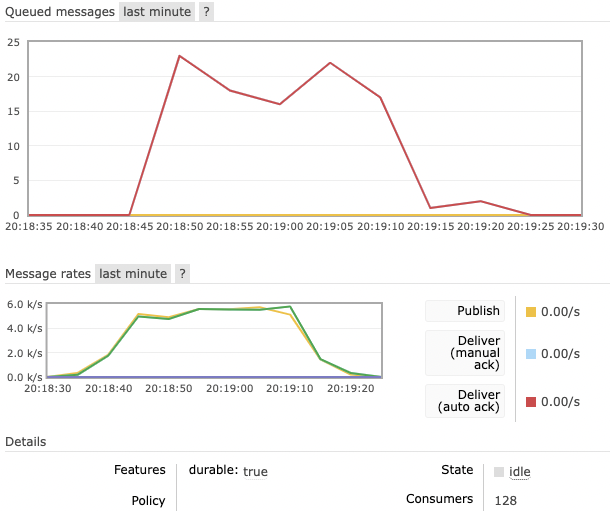 Queued messages last minute ?
25
20
15
10
5
0
20:18:35 20:18:40 20:18:45 20:18:50 20:18:55 20:19:00 20:19:05 20:19:10 20:19:15 20:19:20 20:19:25 20:19:30
Message rates last minute ?
6.0 k/s
4.0 k/s
2.0 k/s
0.0 k/s
20:18:30 20:18:40 20:18:50 20:19:00 20:19:10 20:19:20
Publish 0.00/s
Deliver
(manual 0.00/s
ack)
Deliver
(auto ack) 0.00/s
Details
Features durable: true
Policy
State idle
Consumers 128